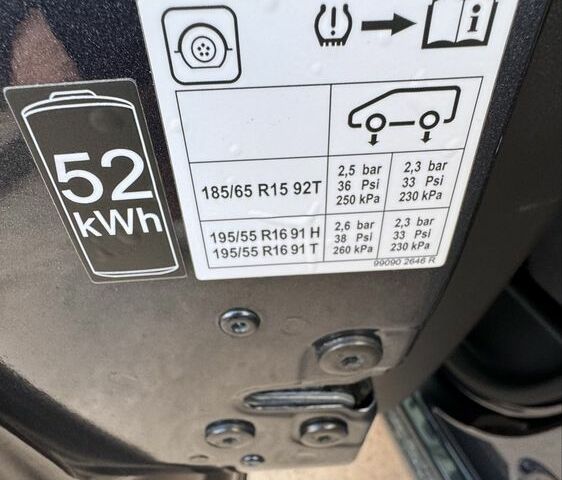 52
kWh
185/65 R15 92T
2,5 bar
36 Psi
250 kPa
2,3 bar
33 Psi
230 kPa
195/55 R16 91 H
195/55 R16 91 T
2,6 bar
38 Psi
260 kPa
2,3 bar
33 Psi
230 kPa
99090 2646 R